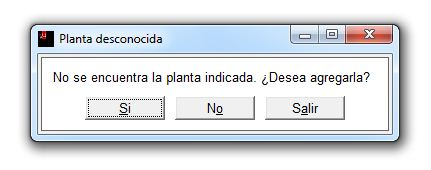 Planta desconocida
No se encuentra la planta indicada. ¿Desea agregarla?
Si No Salir